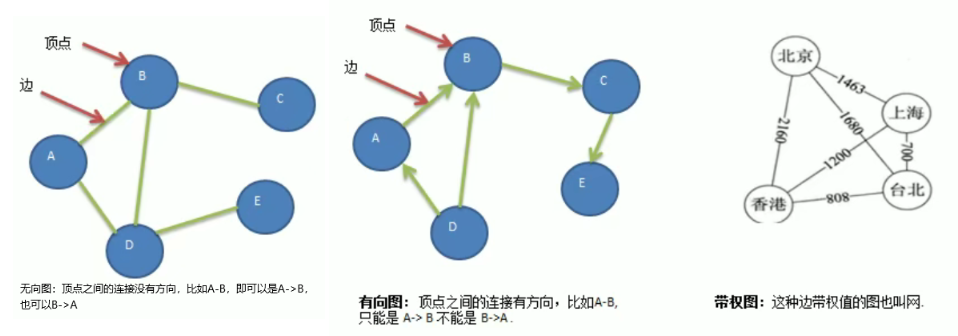 顶点
边
B
C
A
E
D
无向图：顶点之间的连接没有方向，比如A-B，即可以是A->B，
也可以B->A
顶点
边
B
C
A
E
D
有向图：顶点之间的连接有方向，比如A-B,
只能是 A-> B 不能是 B->A .
北京
1463
上海
2160
1680
1200
700
香港
808
台北
带权图：这种边带权值的图也叫网.